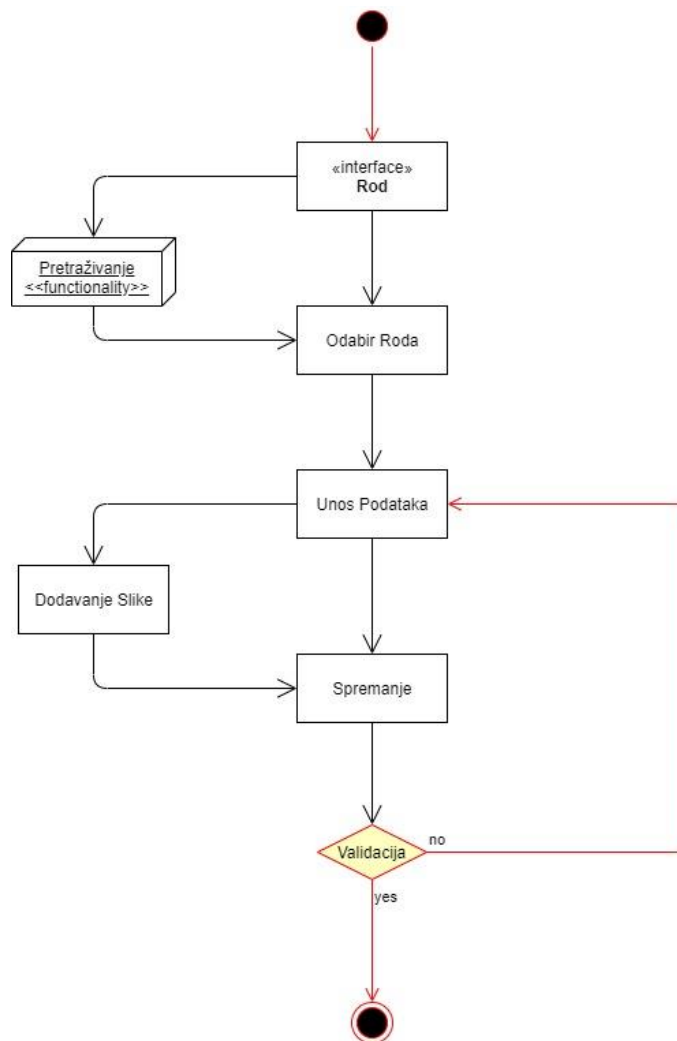 «interface»
Rod
Pretraživanje
<<functionality>>
Odabir Roda
Unos Podataka
Dodavanje Slike
Spremanje
Validacija
no
yes